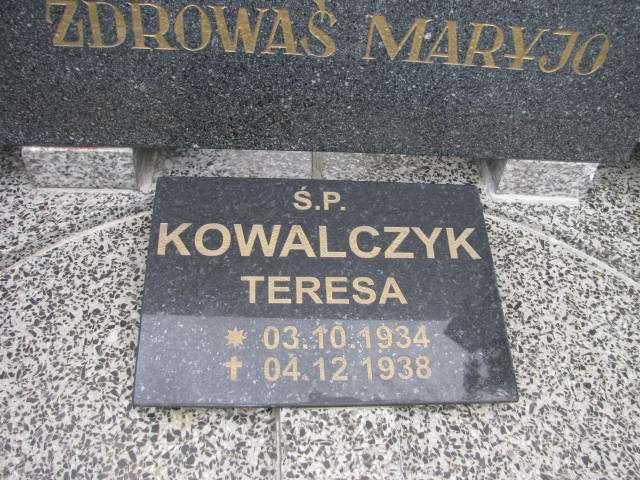 ZDROWAŚ MARYJO
Ś.P.
KOWALCZYK
TERESA
03.10.1934
04.12.1938